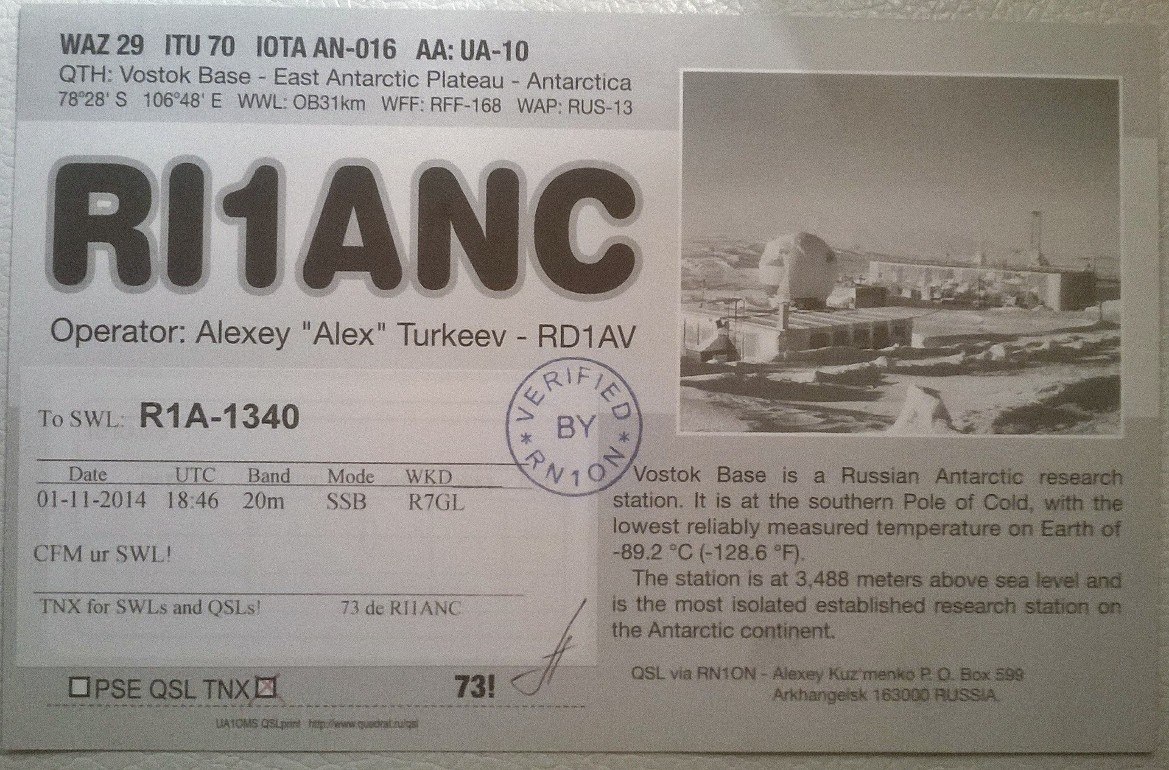 WAZ 29 ITU 70 IOTA AN-016 AA: UA-10
QTH: Vostok Base - East Antarctic Plateau - Antarctica
78°28' S 106°48' E WWL: OB31km WFF: RFF-168 WAP: RUS-13
RI1ANC
Operator: Alexey "Alex" Turkeev - RD1AV
To SWL: R1A-1340
Date UTC Band Mode WKD
01-11-2014 18:46 20m SSB R7GL
CFM ur SWL!
TNX for SWLs and QSLs! 73 de RI1ANC
PSE QSL TNX
73!
UA1OMS QSLprint http://www.quadrat.ru/qsl
VERIFIED
BY
RN1ON
Vostok Base is a Russian Antarctic research
station. It is at the southern Pole of Cold, with the
lowest reliably measured temperature on Earth of
-89.2 °C (-128.6 °F).
The station is at 3,488 meters above sea level and
is the most isolated established research station on
the Antarctic continent.
QSL via RN1ON - Alexey Kuz'menko P. O. Box 599
Arkhangelsk 163000 RUSSIA.